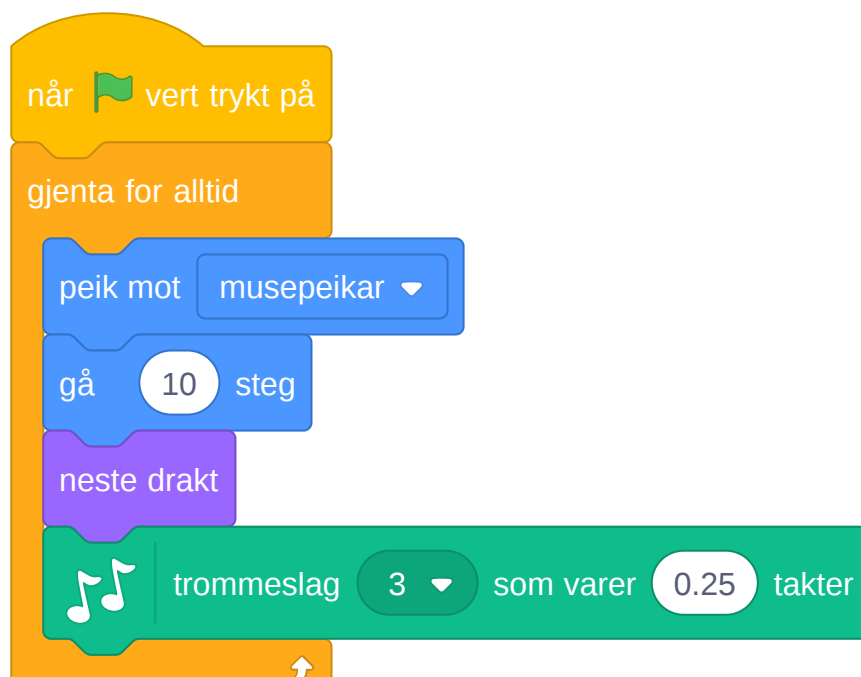 når vert trykt på
gjenta for alltid
peik mot musepeikar
gå 10 steg
neste drakt
trommeslag 3 som varer 0.25 takter